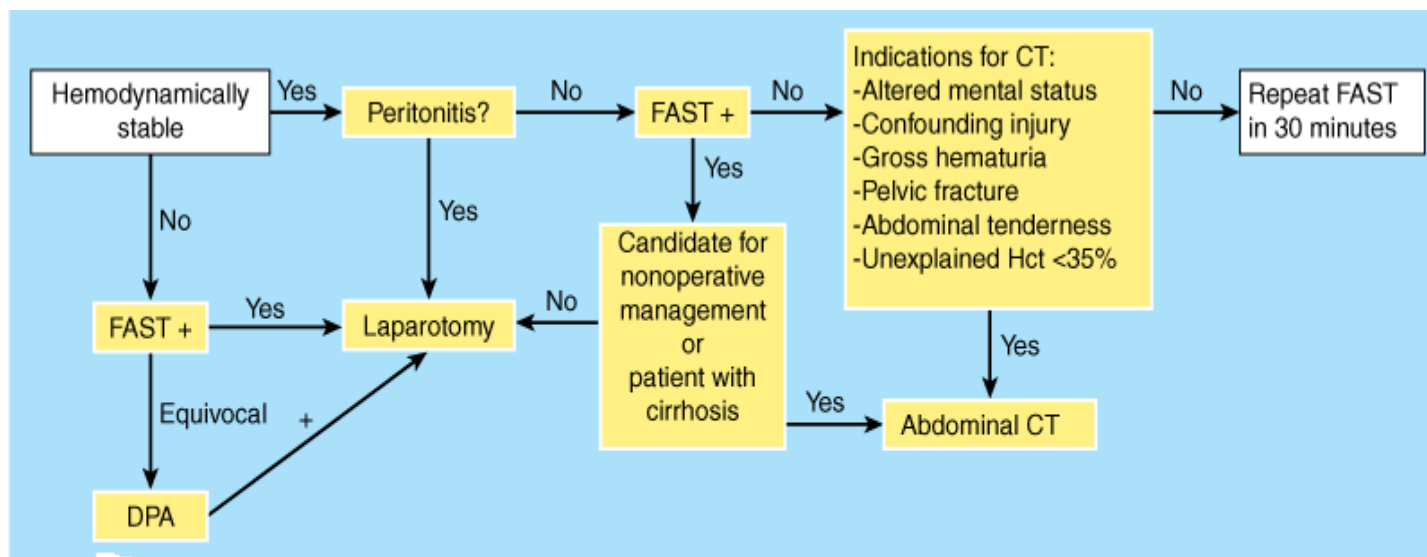 Hemodynamically
stable
Yes
Peritonitis?
No
FAST +
No
Indications for CT:
-Altered mental status
-Confounding injury
-Gross hematuria
-Pelvic fracture
-Abdominal tenderness
-Unexplained Hct <35%
No
Repeat FAST
in 30 minutes
No
Yes
Yes
FAST +
Yes
Laparotomy
No
Candidate for
nonoperative
management
or
patient with
cirrhosis
Yes
Yes
Abdominal CT
Equivocal
+
DPA